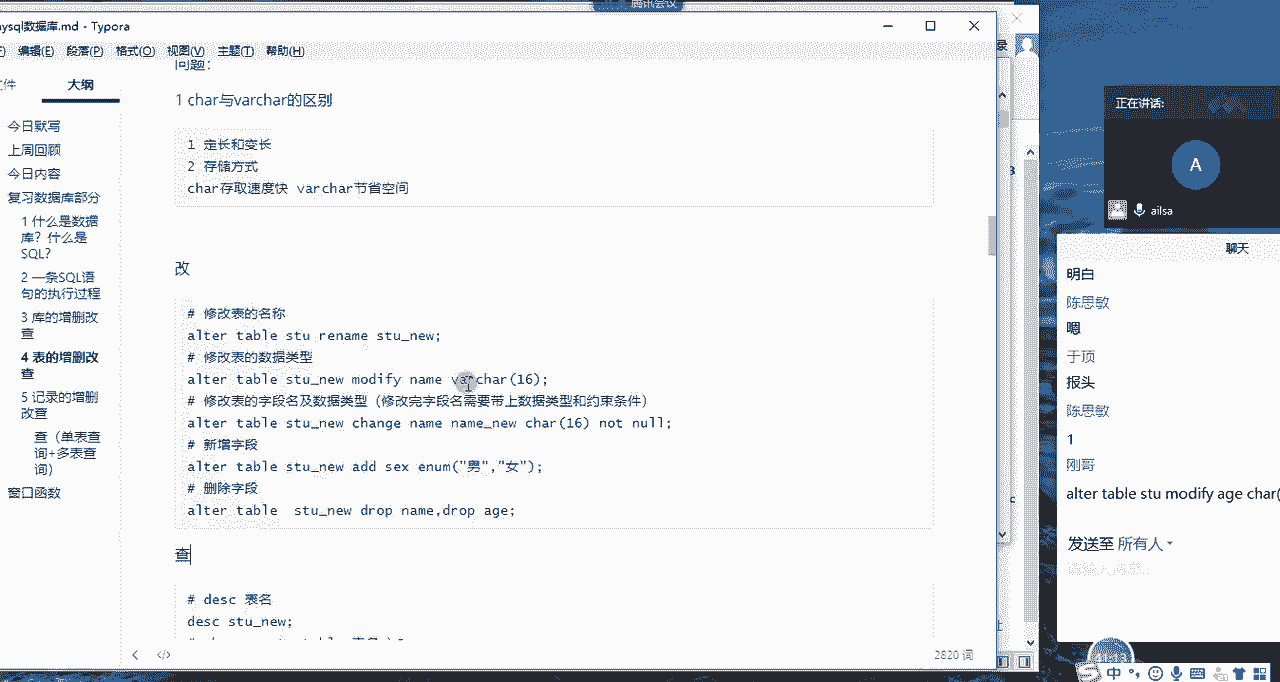 腾讯会议
ysql数据库.md - Typora
编辑(E) 段落(P) 格式(O) 视图(V) 主题(T) 帮助(H)
件
大纲
今日默写
上周回顾
今日内容
复习数据库部分
1 什么是数据
库？什么是
SQL?
2 一条SQL语
句的执行过程
3 库的增删改
查
4 表的增删改
查
5 记录的增删
改查
查（单表查
询+多表查
询）
窗口函数
问题：
1 char与varchar的区别
1 定长和变长
2 存储方式
char存取速度快 varchar节省空间
改
# 修改表的名称
alter table stu rename stu_new;
# 修改表的数据类型
alter table stu_new modify name varchar(16);
# 修改表的字段名及数据类型（修改完字段名需要带上数据类型和约束条件）
alter table stu_new change name name_new char(16) not null;
# 新增字段
alter table stu_new add sex enum("男","女");
# 删除字段
alter table  stu_new drop name,drop age;
查
# desc 表名
desc stu_new;
2820 词
录
正在讲话:
A
ailsa
聊天
明白
陈思敏
嗯
于顶
报头
陈思敏
1
刚哥
alter table stu modify age char(
发送至 所有人
中